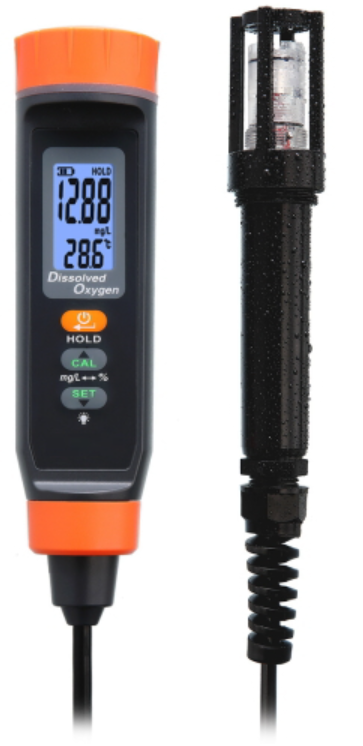 HOLD
12.88
mg/L
28.6°C
Dissolved
Oxygen
HOLD
CAL
mg/L ↔ %
SET